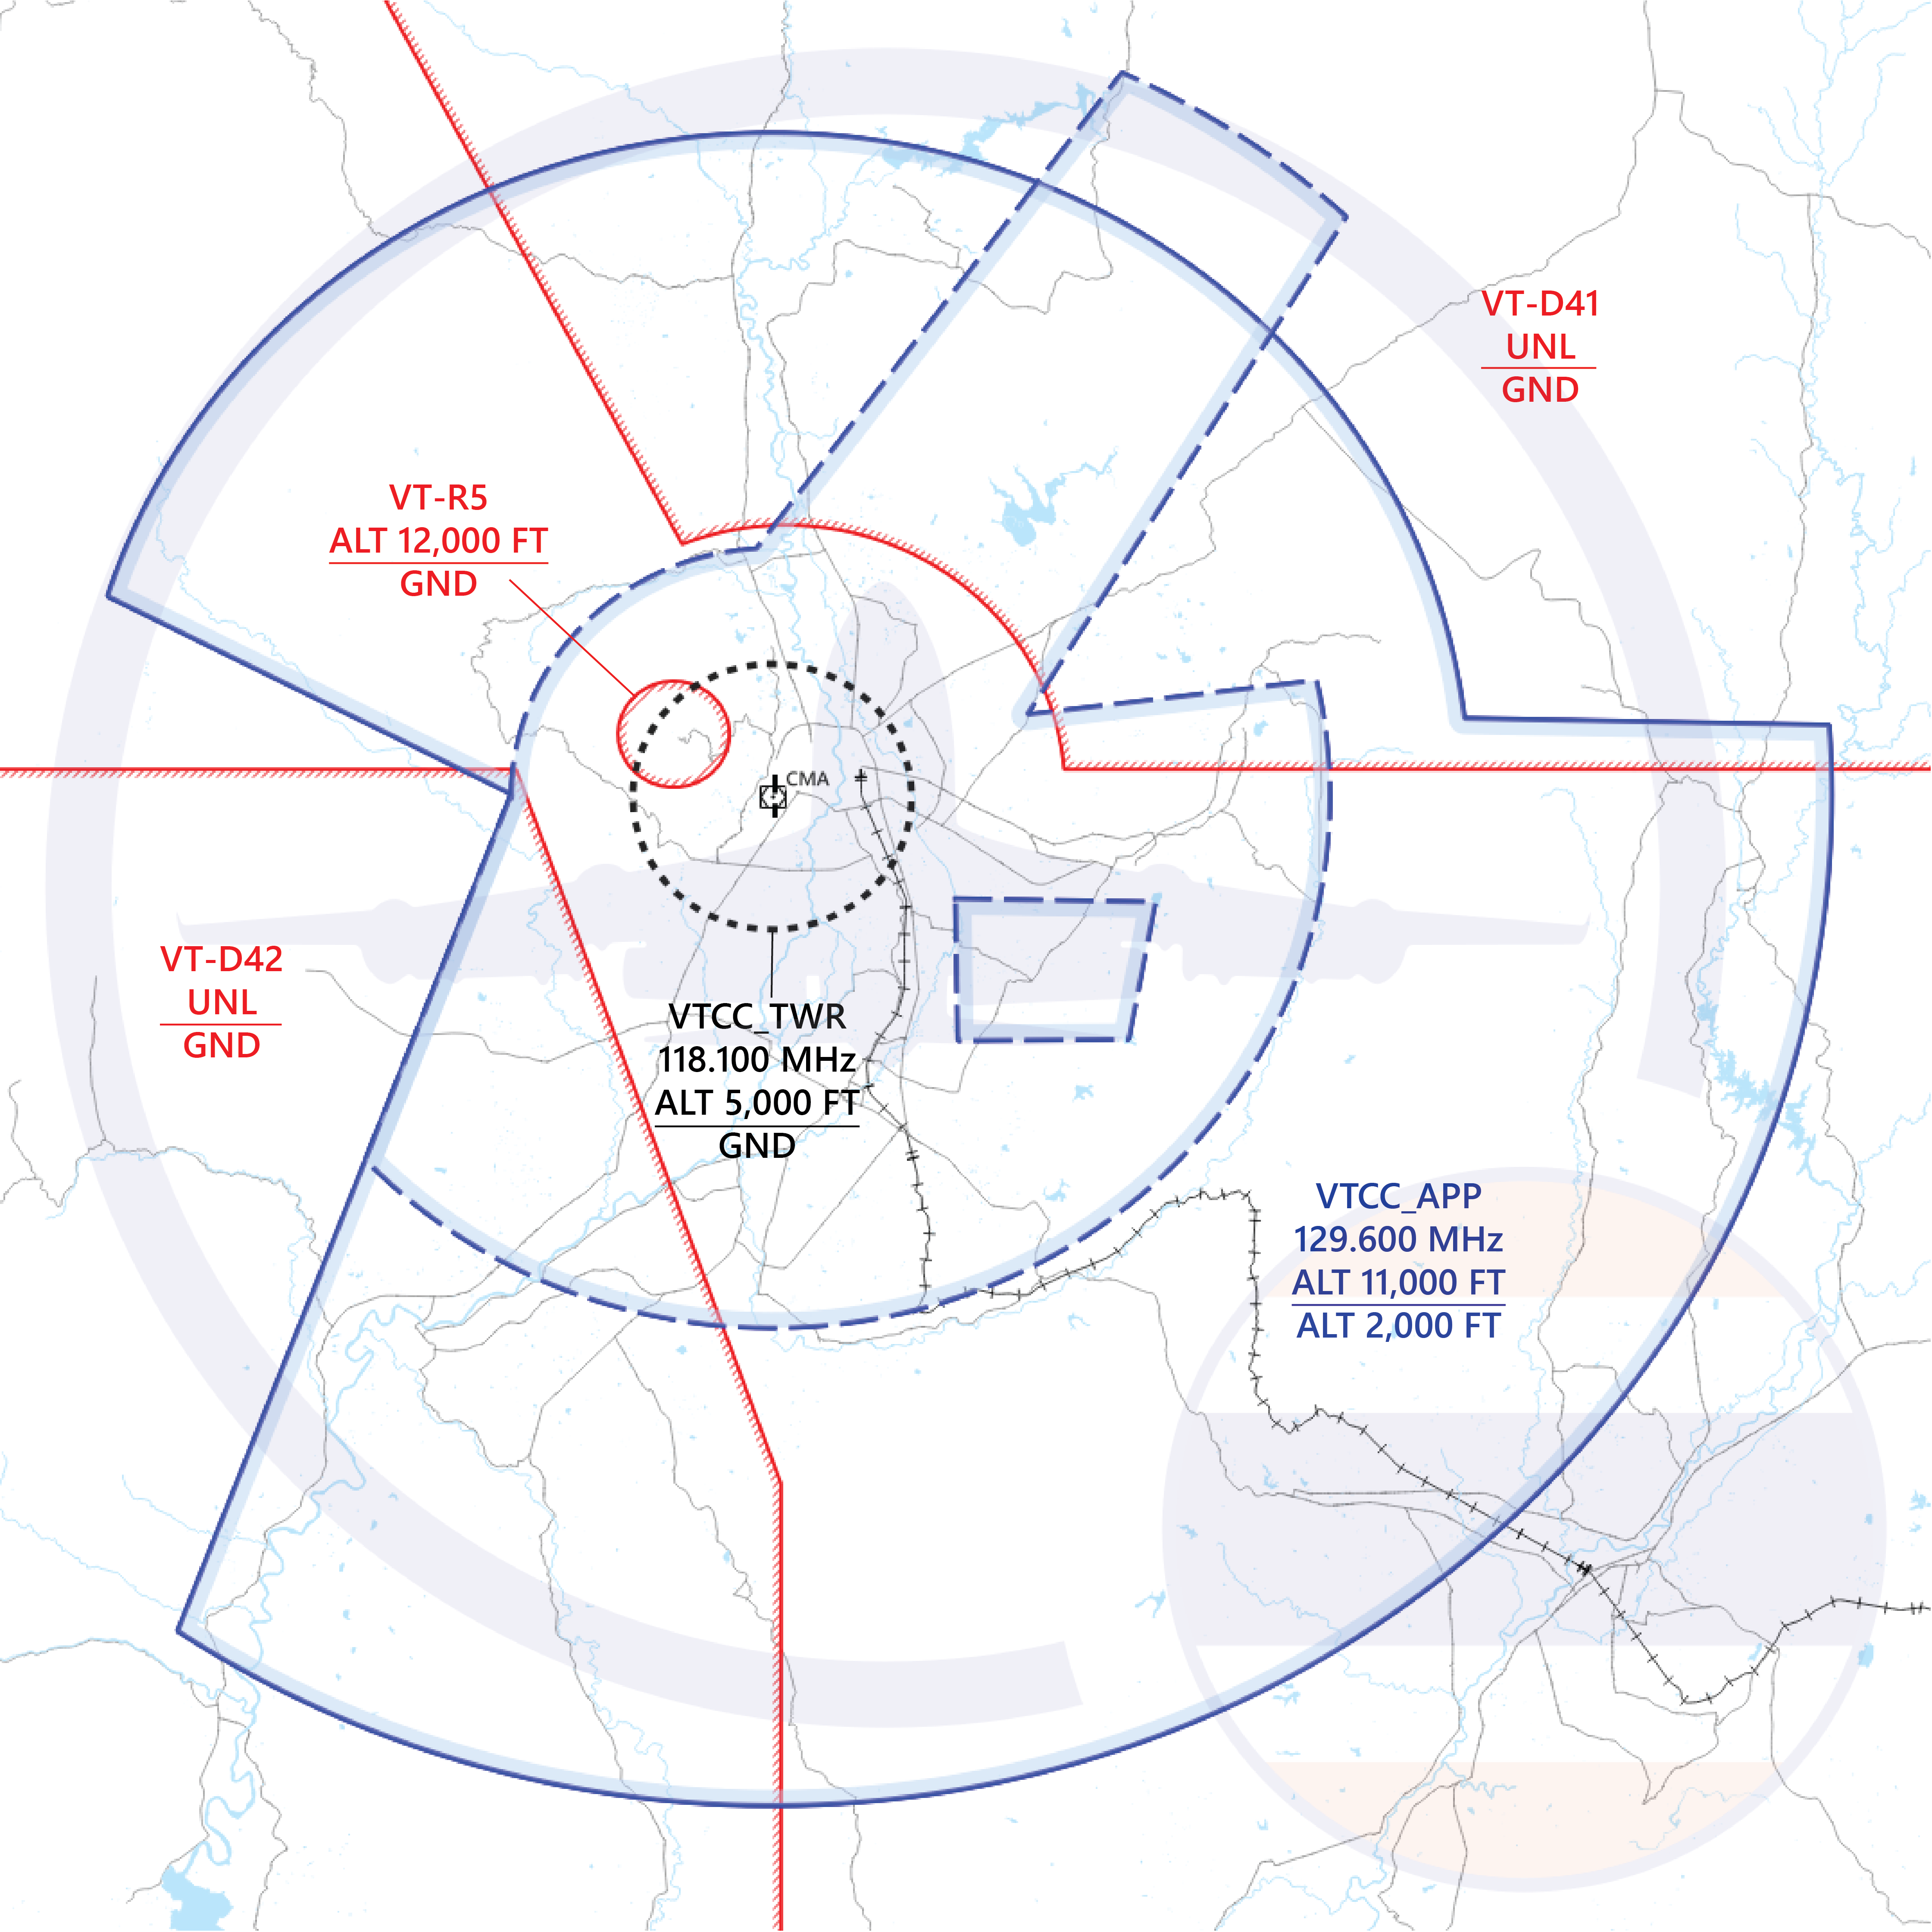 VT-D41
UNL
GND
VT-R5
ALT 12,000 FT
GND
CMA
VT-D42
UNL
GND
VTCC_TWR
118.100 MHz
ALT 5,000 FT
GND
VTCC_APP
129.600 MHz
ALT 11,000 FT
ALT 2,000 FT